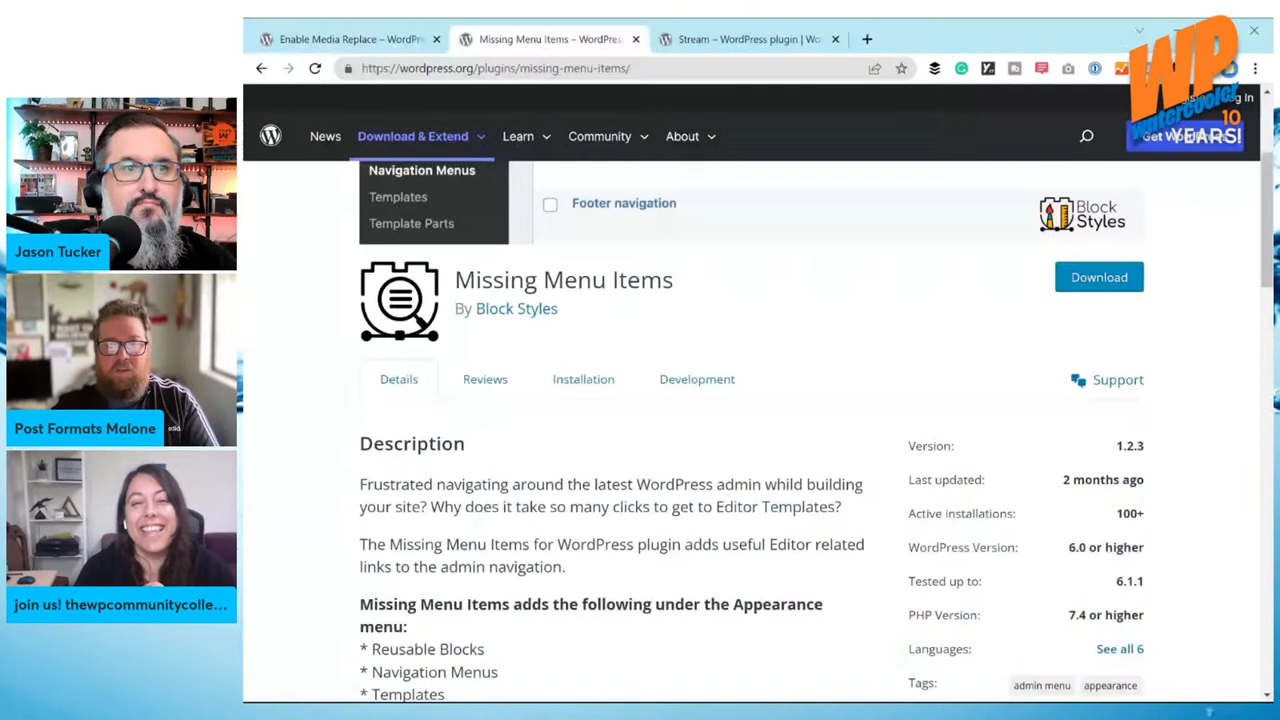 Enable Media Replace – WordPr
Missing Menu Items – WordPres
Stream – WordPress plugin | Wo
https://wordpress.org/plugins/missing-menu-items/
WP
Watercooler
10
YEARS!
News
Download & Extend
Learn
Community
About
Log In
Navigation Menus
Templates
Template Parts
Footer navigation
Block
Styles
Missing Menu Items
By Block Styles
Download
Details
Reviews
Installation
Development
Support
Description
Frustrated navigating around the latest WordPress admin whild building
your site? Why does it take so many clicks to get to Editor Templates?
The Missing Menu Items for WordPress plugin adds useful Editor related
links to the admin navigation.
Missing Menu Items adds the following under the Appearance
menu:
* Reusable Blocks
* Navigation Menus
* Templates
Version: 1.2.3
Last updated: 2 months ago
Active installations: 100+
WordPress Version: 6.0 or higher
Tested up to: 6.1.1
PHP Version: 7.4 or higher
Languages: See all 6
Tags: admin menu appearance
Jason Tucker
Post Formats Malone
join us! thewpcommunitycolle...